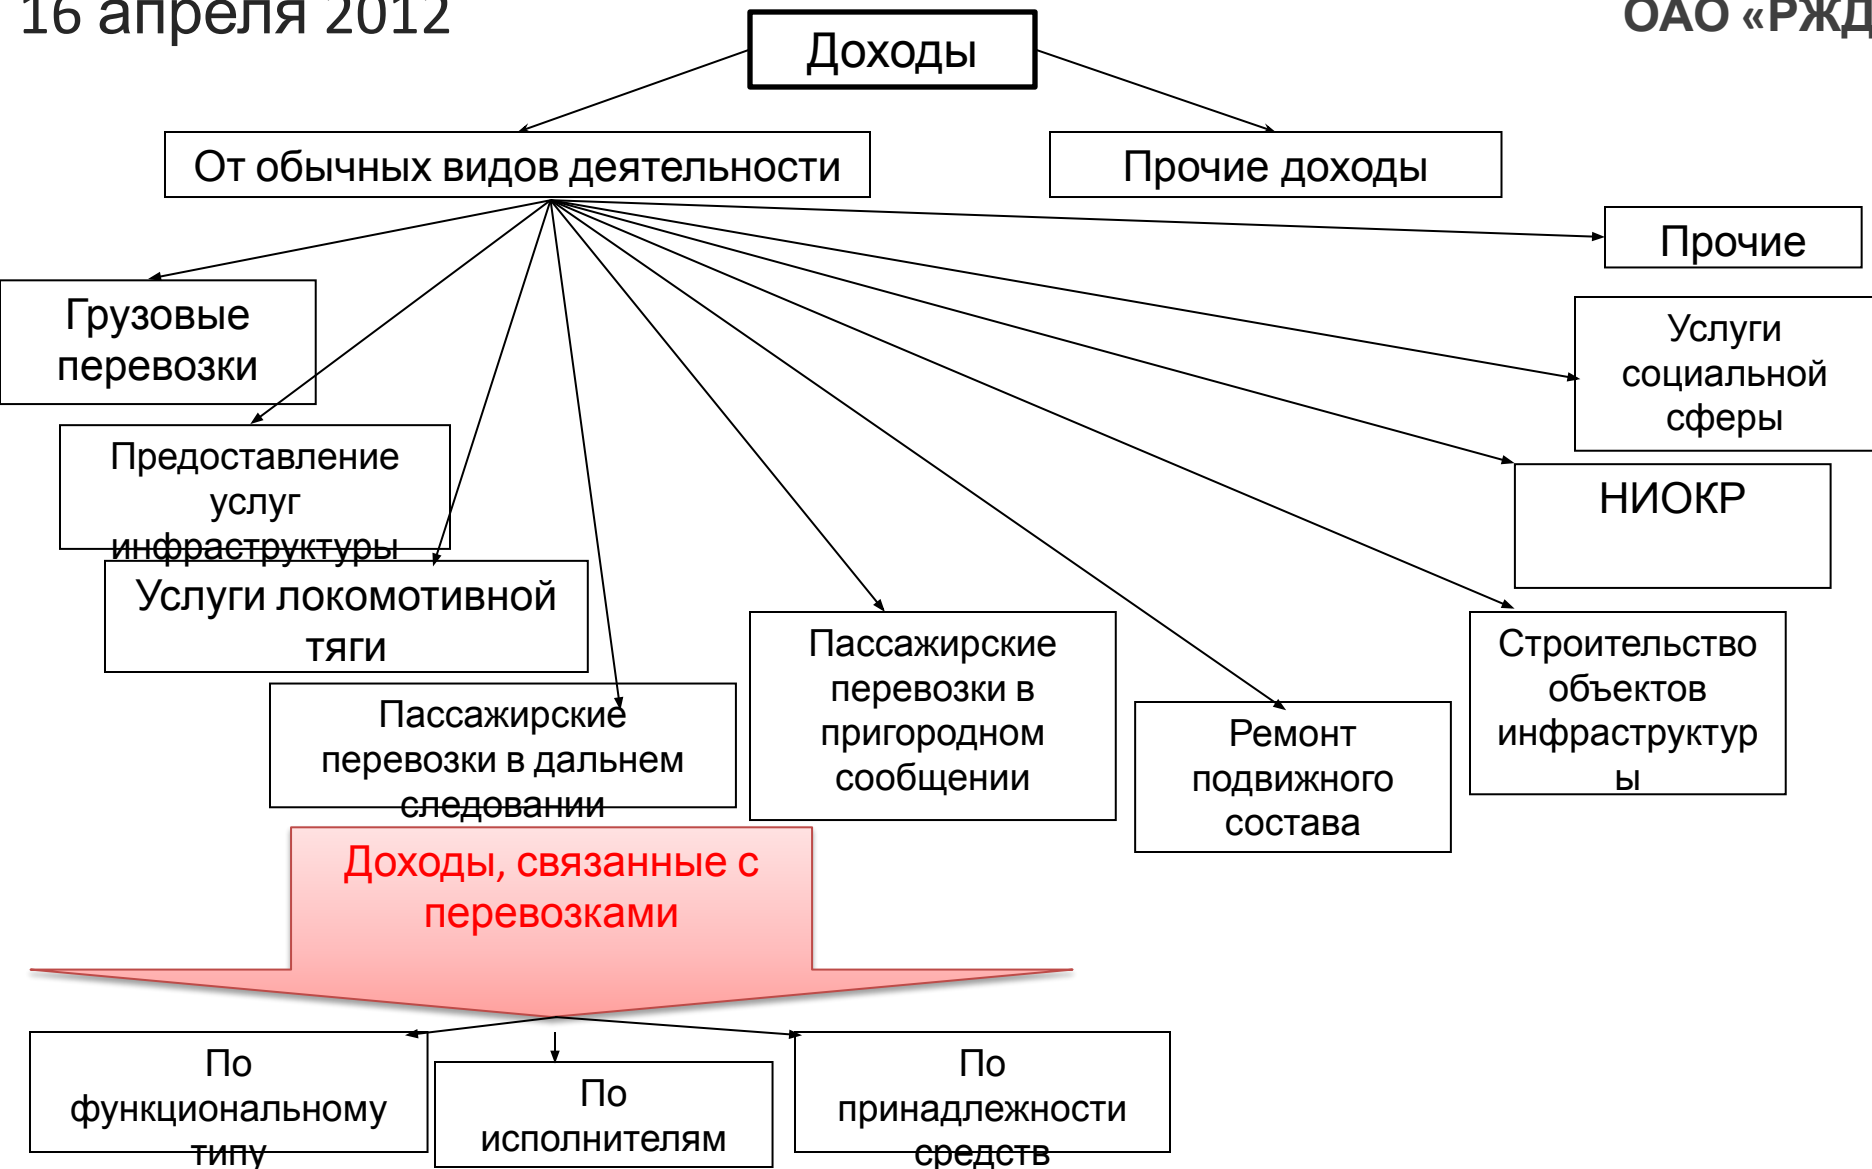 16 апреля 2012
ОАО «РЖД
Доходы
От обычных видов деятельности
Прочие доходы
Прочие
Грузовые
перевозки
Услуги
социальной
сферы
Предоставление
услуг
инфраструктуры
НИОКР
Услуги локомотивной
тяги
Пассажирские
перевозки в дальнем
следовании
Пассажирские
перевозки в
пригородном
сообщении
Ремонт
подвижного
состава
Строительство
объектов
инфраструктур
ы
Доходы, связанные с
перевозками
По
функциональному
типу
По
исполнителям
По
принадлежности
средств